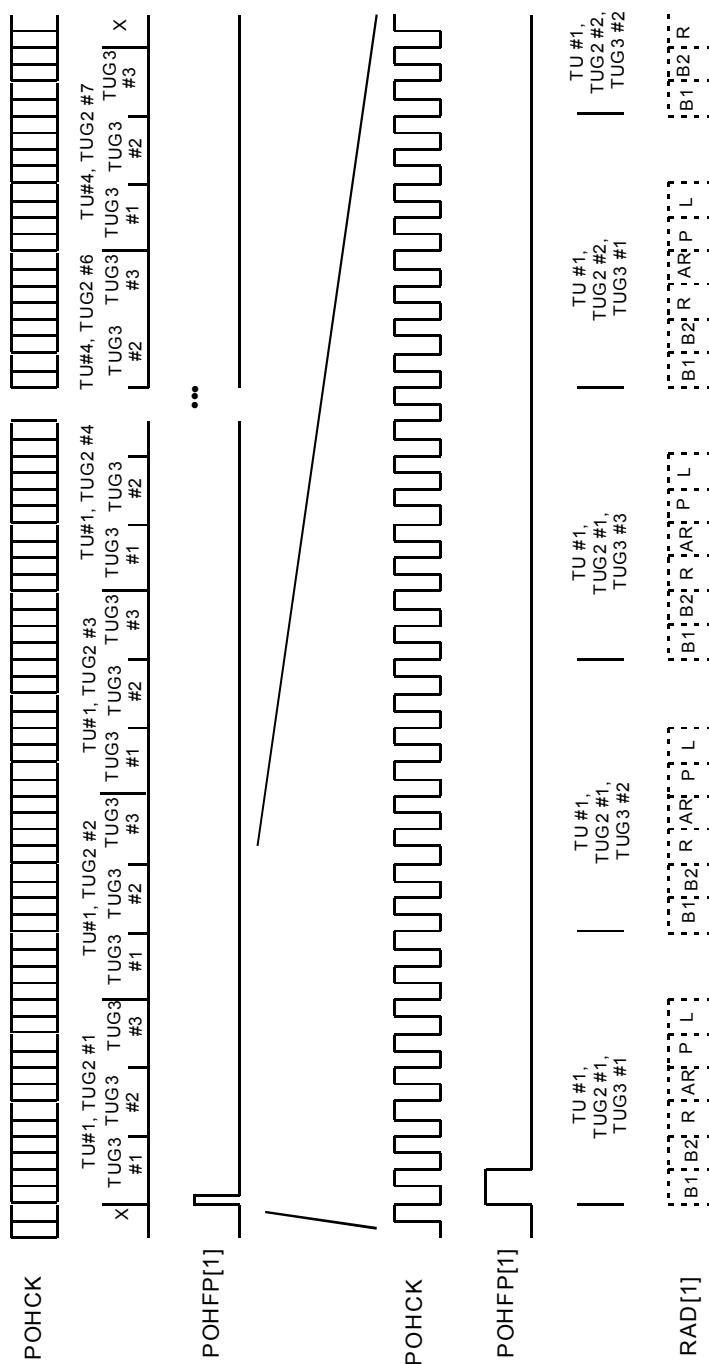 POHCK
TU#1, TUG2 #1 TU#1, TUG2 #2 TU#1, TUG2 #3 TU#1, TUG2 #4 TU#4, TUG2 #6 TU#4, TUG2 #7
X TUG3 TUG3 TUG3 TUG3 TUG3 TUG3 TUG3 TUG3 TUG3 TUG3 TUG3 TUG3 TUG3 TUG3 TUG3 TUG3 X
#1 #2 #3 #1 #2 #3 #1 #2 #3 #1 #2 #2 #3 #1 #2 #3
•••
POHFP[1]
POHCK
POHFP[1]
TU #1, TU #1, TU #1, TU #1, TU #1,
TUG2 #1, TUG2 #1, TUG2 #1, TUG2 #2, TUG2 #2,
TUG3 #1 TUG3 #2 TUG3 #3 TUG3 #1 TUG3 #2
RAD[1] B1 B2 R AR P L B1 B2 R AR P L B1 B2 R AR P L B1 B2 R AR P L B1 B2 R